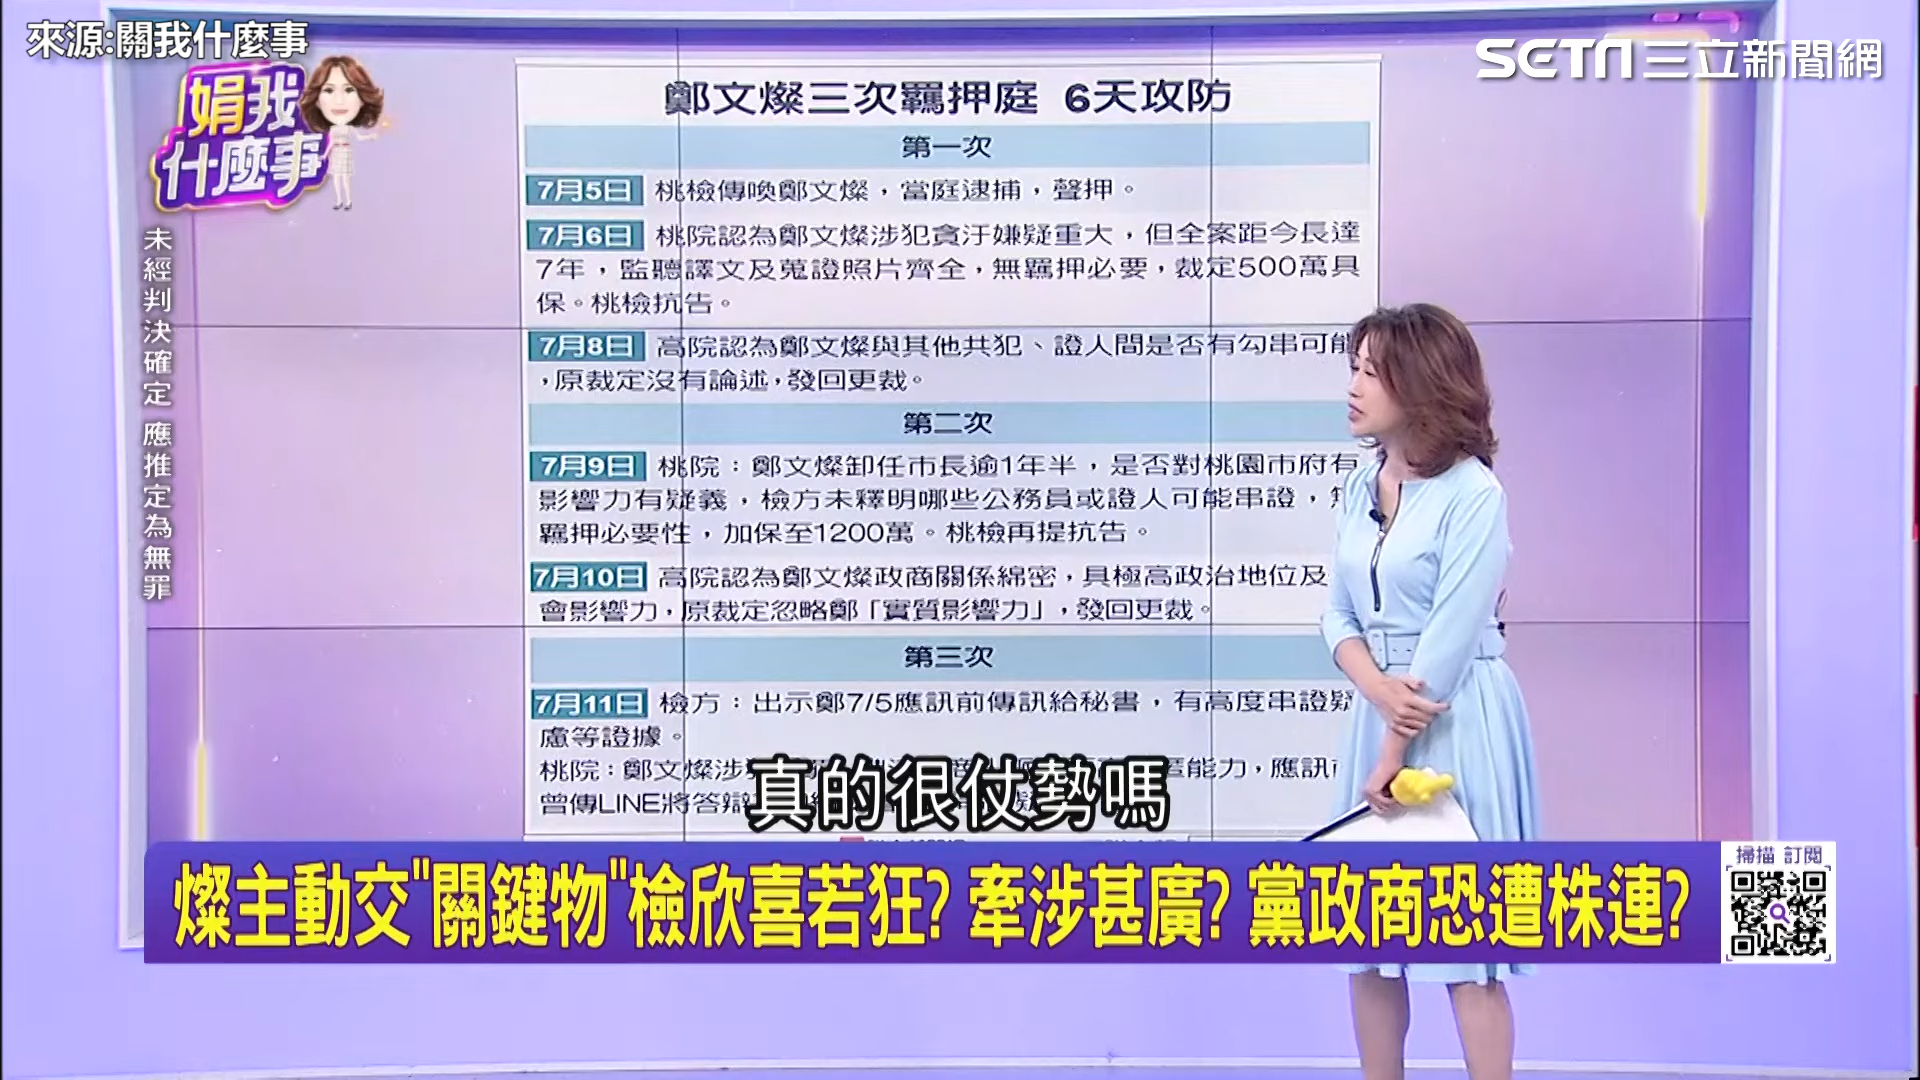 來源:關我什麼事
SETN三立新聞網
娟我
什麼事
未經判決確定 應推定為無罪
鄭文燦三次羈押庭 6天攻防
第一次
7月5日 桃檢傳喚鄭文燦，當庭逮捕，聲押。
7月6日 桃院認為鄭文燦涉犯貪汙嫌疑重大，但全案距今長達
7年，監聽譯文及蒐證照片齊全，無羈押必要，裁定500萬具
保。桃檢抗告。
7月8日 高院認為鄭文燦與其他共犯、證人間是否有勾串可能
，原裁定沒有論述，發回更裁。
第二次
7月9日 桃院：鄭文燦卸任市長逾1年半，是否對桃園市府有
影響力有疑義，檢方未釋明哪些公務員或證人可能串證，無
羈押必要性，加保至1200萬。桃檢再提抗告。
7月10日 高院認為鄭文燦政商關係綿密，具極高政治地位及
會影響力，原裁定忽略鄭「實質影響力」，發回更裁。
第三次
7月11日 檢方：出示鄭7/5應訊前傳訊給秘書，有高度串證疑
慮等證據。
桃院：鄭文燦涉 能力，應訊
曾傳LINE將答辯
真的很仗勢嗎
燦主動交"關鍵物"檢欣喜若狂? 牽涉甚廣? 黨政商恐遭株連?
掃描 訂閱